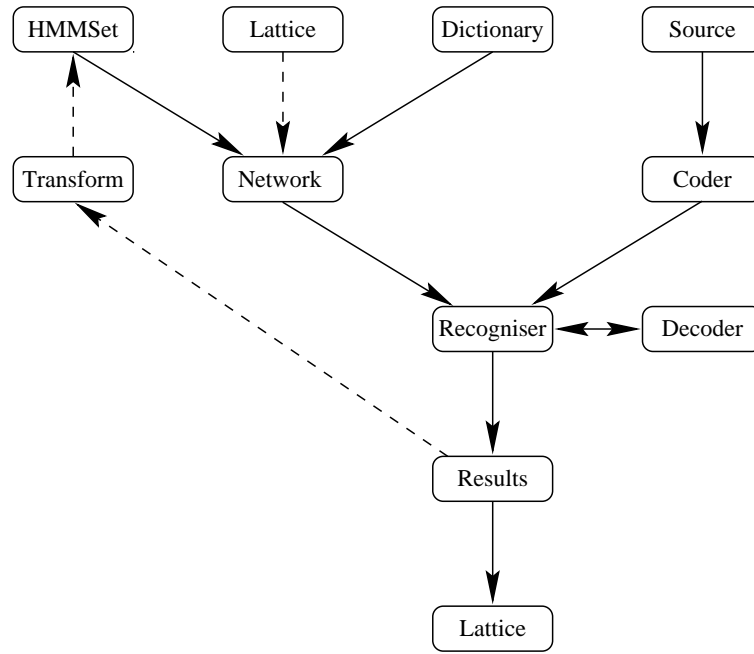 HMMSet
Lattice
Dictionary
Source
Transform
Network
Coder
Recogniser
Decoder
Results
Lattice